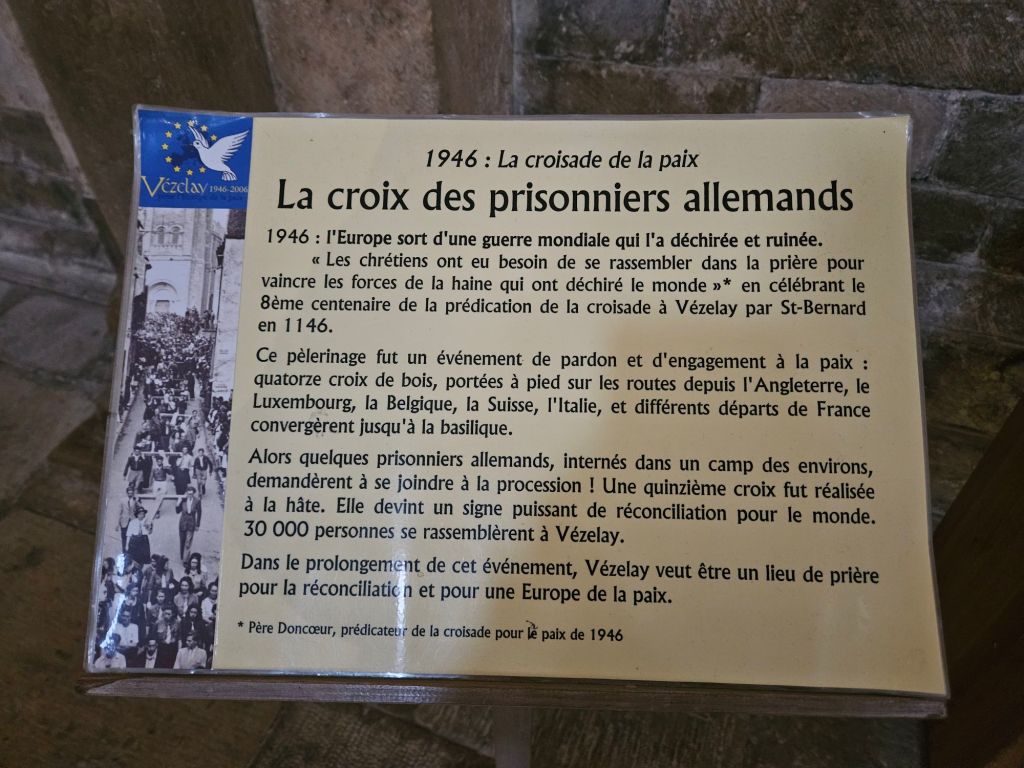 Vézelay 1946-2006
1946 : La croisade de la paix
La croix des prisonniers allemands
1946 : l'Europe sort d'une guerre mondiale qui l'a déchirée et ruinée.
« Les chrétiens ont eu besoin de se rassembler dans la prière pour
vaincre les forces de la haine qui ont déchiré le monde »* en célébrant le
8ème centenaire de la prédication de la croisade à Vézelay par St-Bernard
en 1146.
Ce pèlerinage fut un événement de pardon et d'engagement à la paix :
quatorze croix de bois, portées à pied sur les routes depuis l'Angleterre, le
Luxembourg, la Belgique, la Suisse, l'Italie, et différents départs de France
convergèrent jusqu'à la basilique.
Alors quelques prisonniers allemands, internés dans un camp des environs,
demandèrent à se joindre à la procession ! Une quinzième croix fut réalisée
à la hâte. Elle devint un signe puissant de réconciliation pour le monde.
30 000 personnes se rassemblèrent à Vézelay.
Dans le prolongement de cet événement, Vézelay veut être un lieu de prière
pour la réconciliation et pour une Europe de la paix.
* Père Doncœur, prédicateur de la croisade pour le paix de 1946